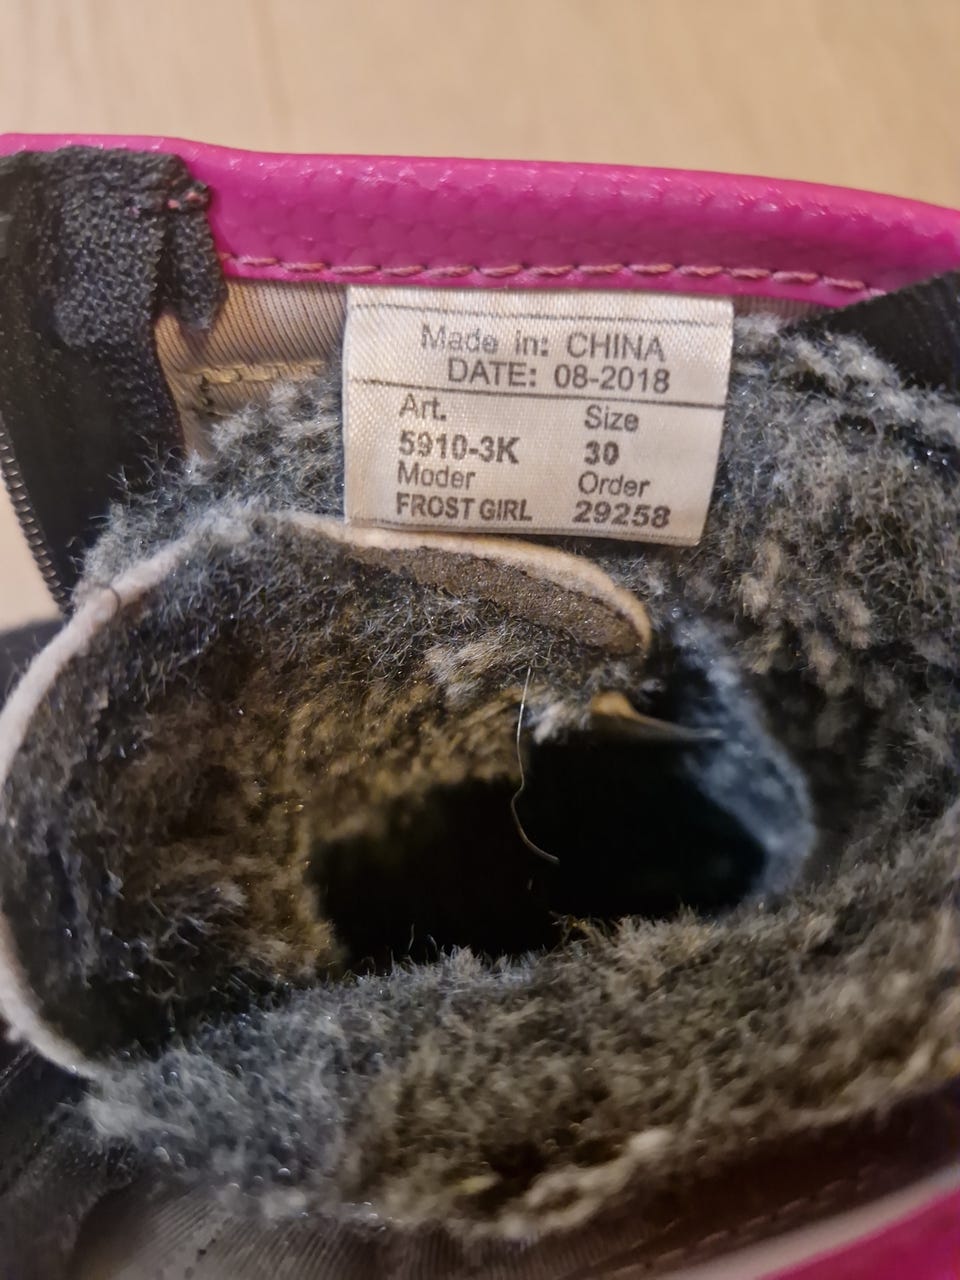 Made in: CHINA
DATE: 08-2018
Art. Size
5910-3K 30
Moder Order
FROST GIRL 29258